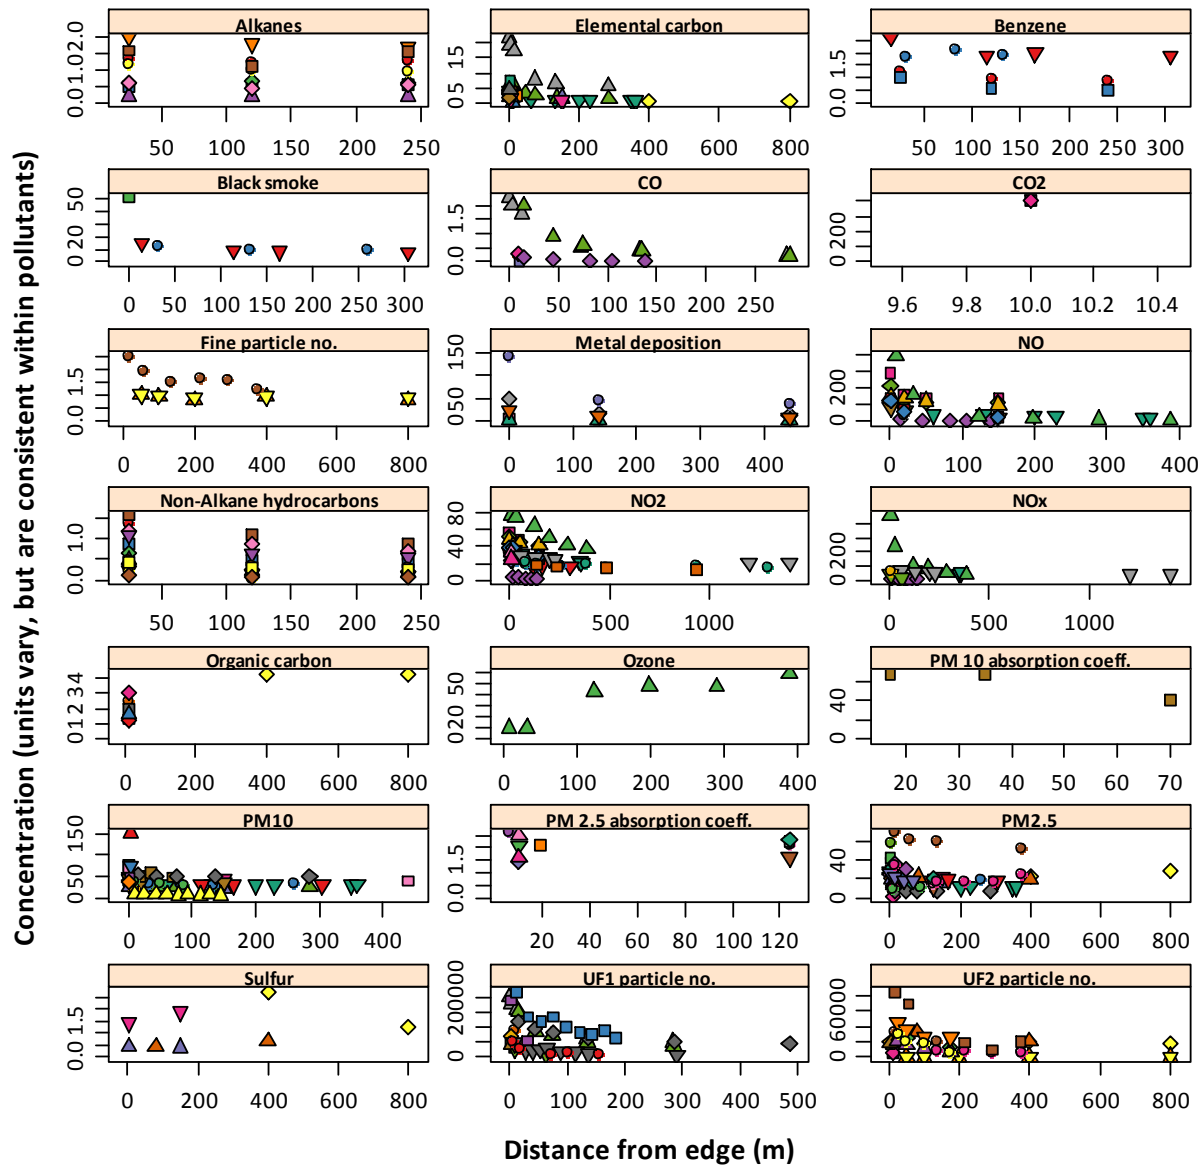 Concentration (units vary, but are consistent within pollutants)
Alkanes
Elemental carbon
Benzene
0.0 1.0 2.0
0.5 1.5
0.0 1.5
50 100 150 200 250
0 200 400 600 800
50 100 150 200 250 300
Black smoke
CO
CO2
0 20 50
0.0 1.5
0 200
0 50 100 150 200 250 300
0 50 100 150 200 250
9.6 9.8 10.0 10.2 10.4
Fine particle no.
Metal deposition
NO
0.0 1.5
0 50 150
0 200
0 200 400 600 800
0 100 200 300 400
0 100 200 300 400
Non-Alkane hydrocarbons
NO2
NOx
0.0 1.0
0 40 80
0 200
50 100 150 200 250
0 500 1000
0 500 1000
Organic carbon
Ozone
PM 10 absorption coeff.
0 1 2 3 4
0 20 50
0 40
0 200 400 600 800
0 100 200 300 400
20 30 40 50 60 70
PM10
PM 2.5 absorption coeff.
PM2.5
0 50 150
0.0 1.5
0 40
0 100 200 300 400
20 40 60 80 100 120
0 200 400 600 800
Sulfur
UF1 particle no.
UF2 particle no.
0.0 1.5
0 200000
0 60000
0 200 400 600 800
0 100 200 300 400 500
0 200 400 600 800
Distance from edge (m)